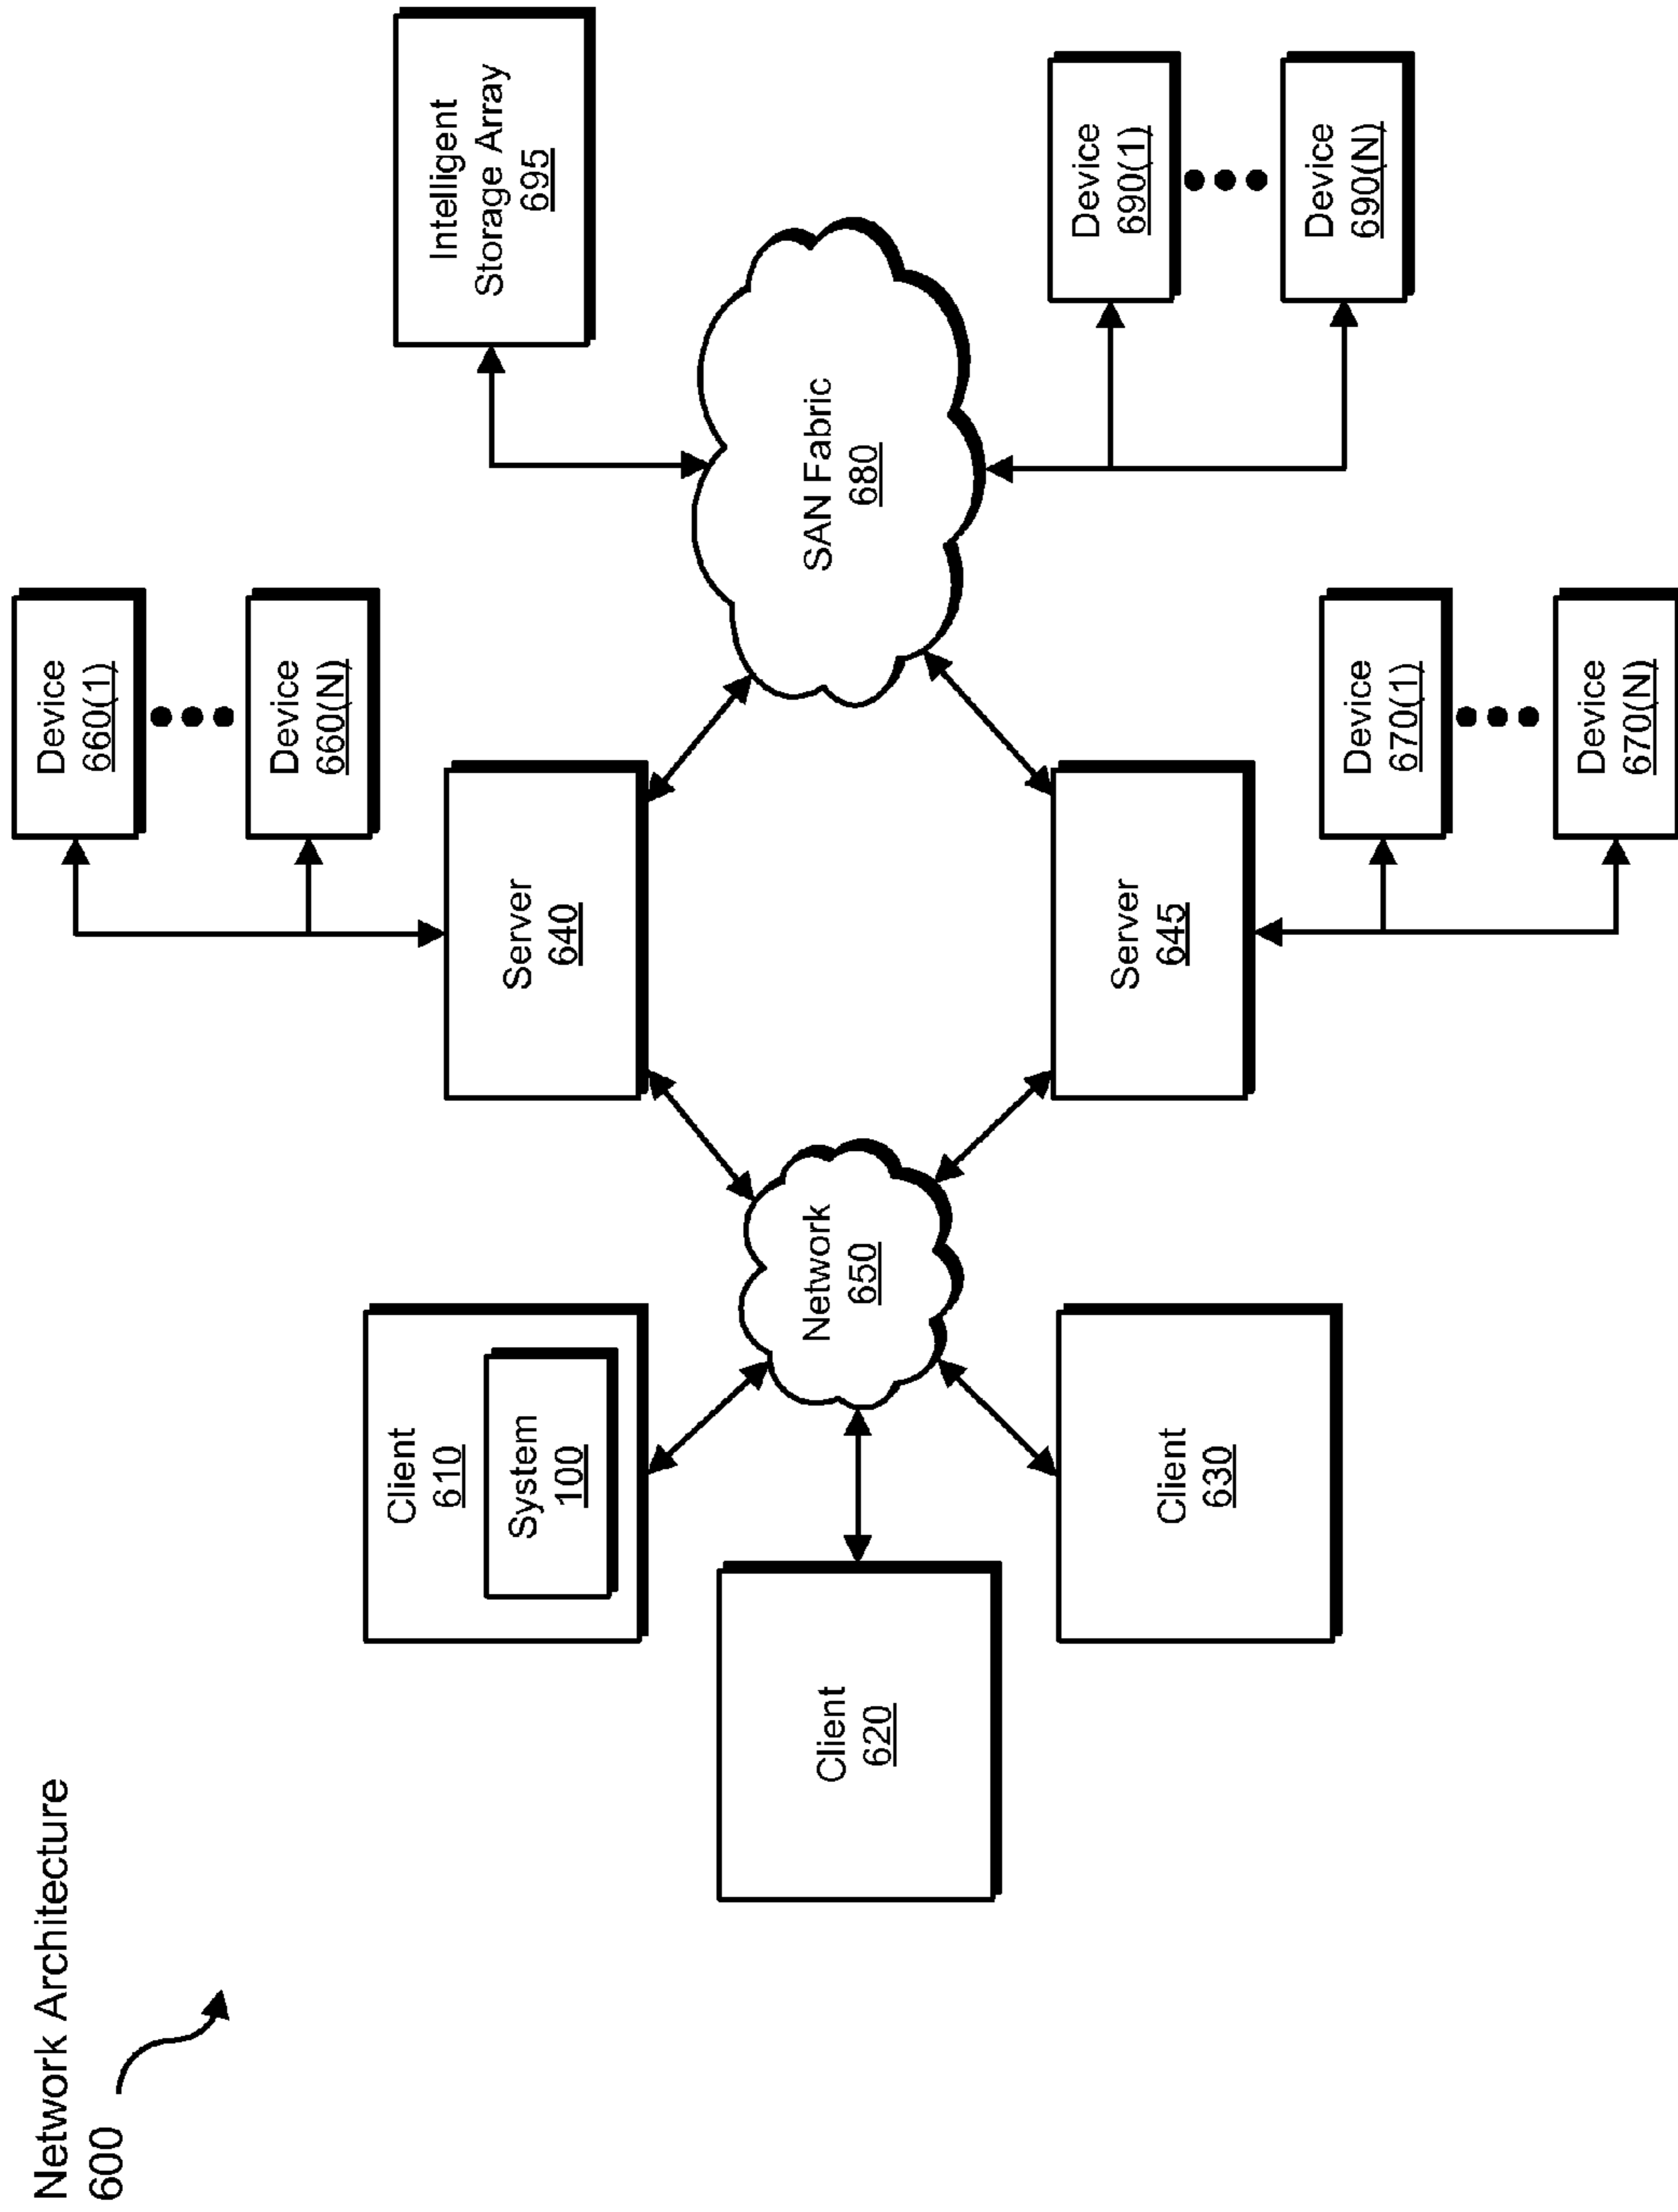 Network Architecture
600
Client
610
System
100
Client
620
Client
630
Network
650
Server
640
Server
645
Device
660(1)
Device
660(N)
Device
670(1)
Device
670(N)
SAN Fabric
680
Intelligent
Storage Array
695
Device
690(1)
Device
690(N)